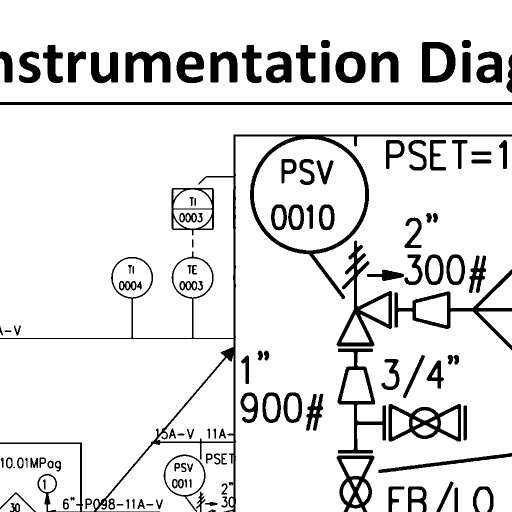 nstrumentation Diag
PSV
0010
PSET=1
TI
0003
2”
300#
TI
0004
TE
0003
A-V
1”
900#
3/4”
15A-V
11A-
10.01MPag
PSV
0011
PSET
1
2”
30
30
6"-P098-11A-V
FB/LO